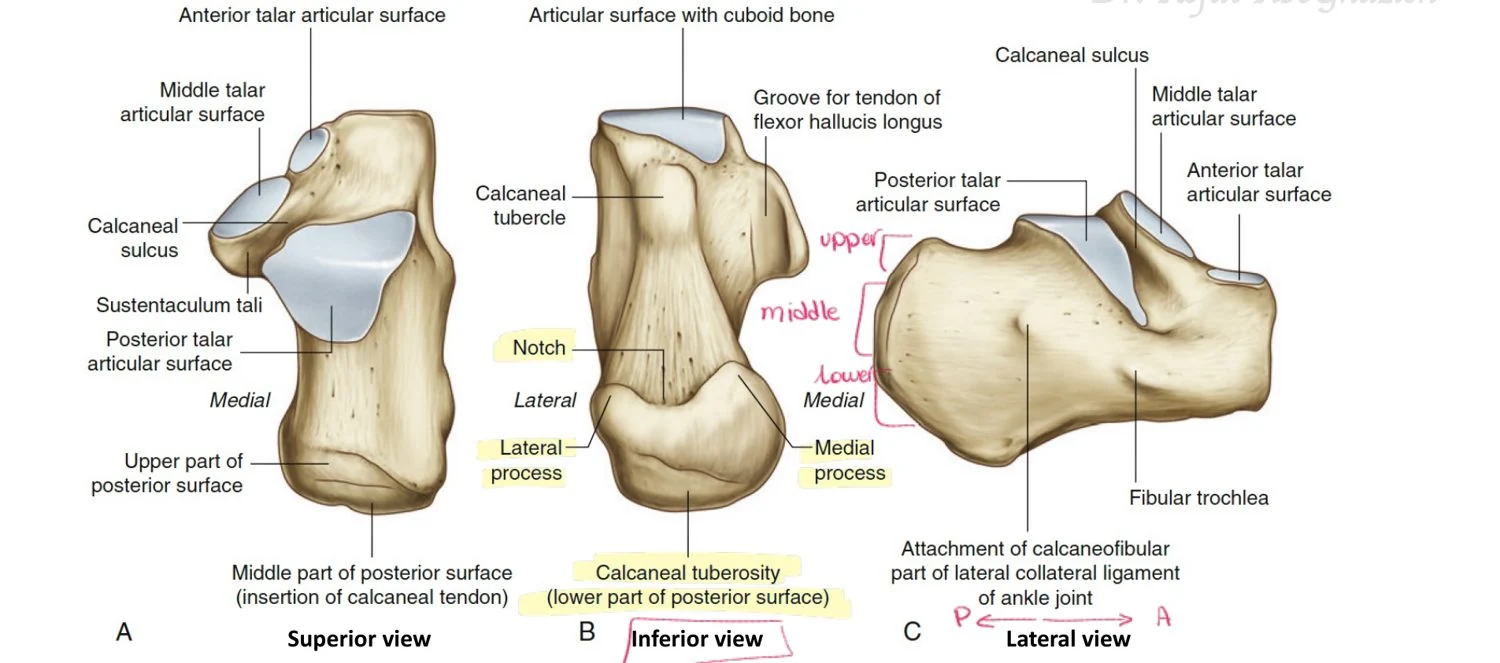 Anterior talar articular surface
Middle talar
articular surface
Calcaneal
sulcus
Sustentaculum tali
Posterior talar
articular surface
Medial
Upper part of
posterior surface
Middle part of posterior surface
(insertion of calcaneal tendon)
A
Superior view
Articular surface with cuboid bone
Groove for tendon of
flexor hallucis longus
Calcaneal
tubercle
Notch
Lateral
Medial
Lateral
process
Medial
process
Calcaneal tuberosity
(lower part of posterior surface)
B
Inferior view
Calcaneal sulcus
Middle talar
articular surface
Anterior talar
articular surface
Posterior talar
articular surface
upper
middle
Lower
Fibular trochlea
Attachment of calcaneofibular
part of lateral collateral ligament
of ankle joint
P A
C
Lateral view